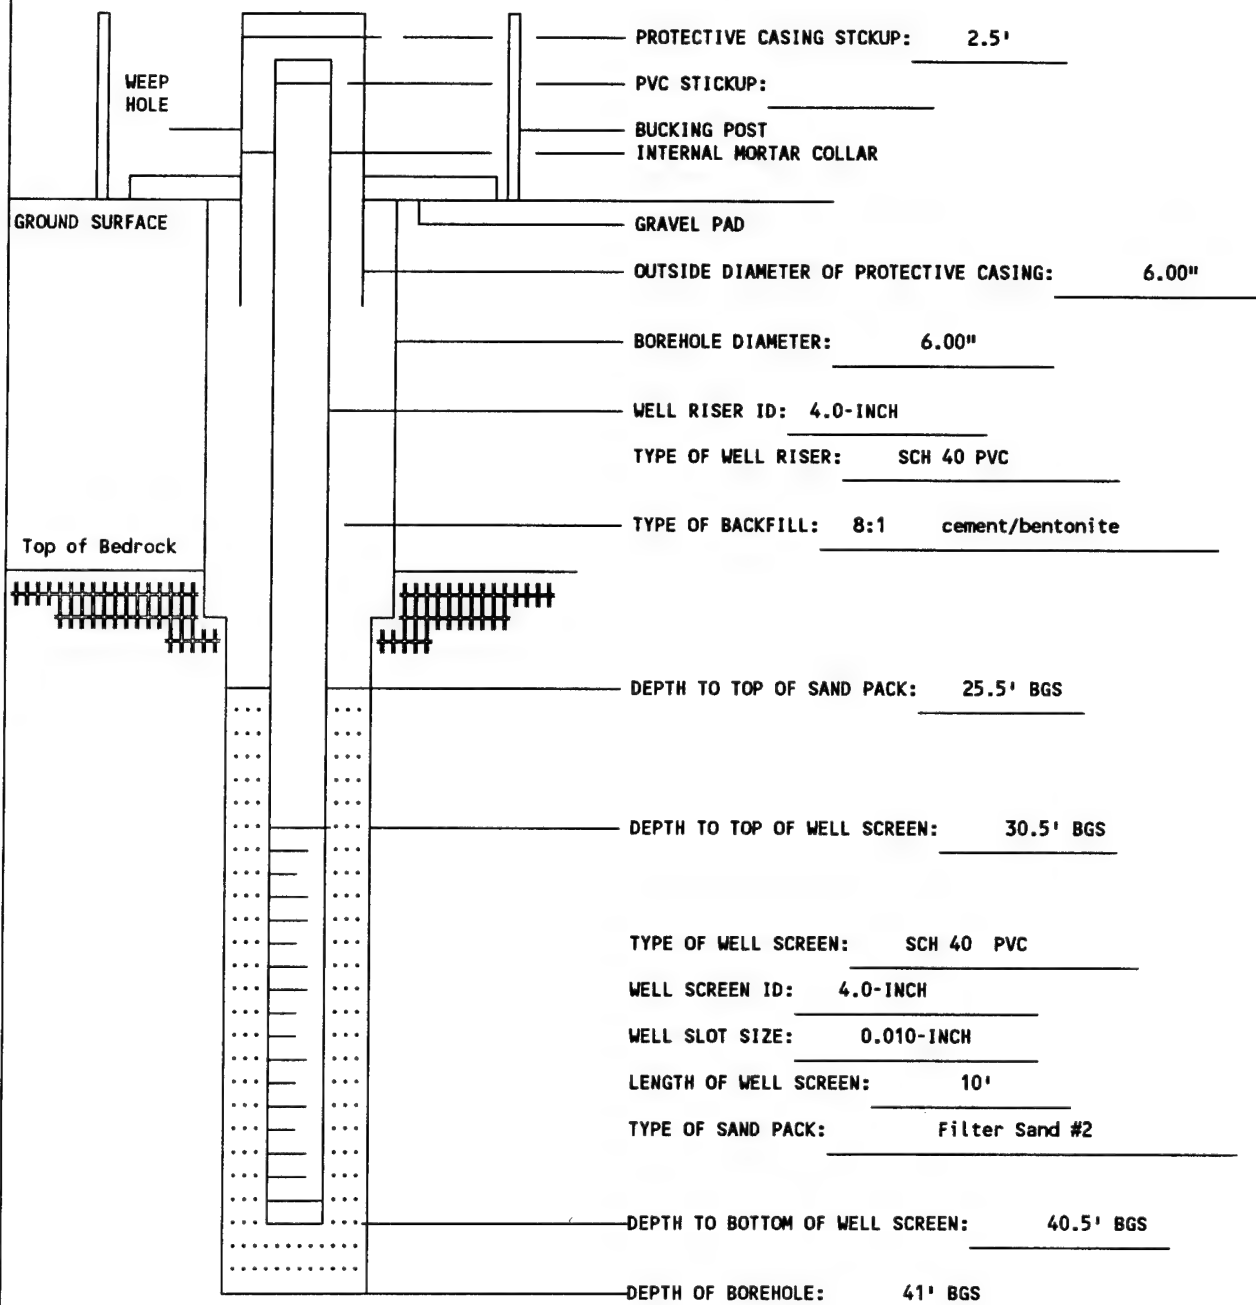 PROTECTIVE CASING STCKUP: 2.5'
WEEP
HOLE
PVC STICKUP:
BUCKING POST
INTERNAL MORTAR COLLAR
GROUND SURFACE
GRAVEL PAD
OUTSIDE DIAMETER OF PROTECTIVE CASING: 6.00"
BOREHOLE DIAMETER: 6.00"
WELL RISER ID: 4.0-INCH
TYPE OF WELL RISER: SCH 40 PVC
TYPE OF BACKFILL: 8:1 cement/bentonite
Top of Bedrock
DEPTH TO TOP OF SAND PACK: 25.5' BGS
DEPTH TO TOP OF WELL SCREEN: 30.5' BGS
TYPE OF WELL SCREEN: SCH 40 PVC
WELL SCREEN ID: 4.0-INCH
WELL SLOT SIZE: 0.010-INCH
LENGTH OF WELL SCREEN: 10'
TYPE OF SAND PACK: Filter Sand #2
DEPTH TO BOTTOM OF WELL SCREEN: 40.5' BGS
DEPTH OF BOREHOLE: 41' BGS